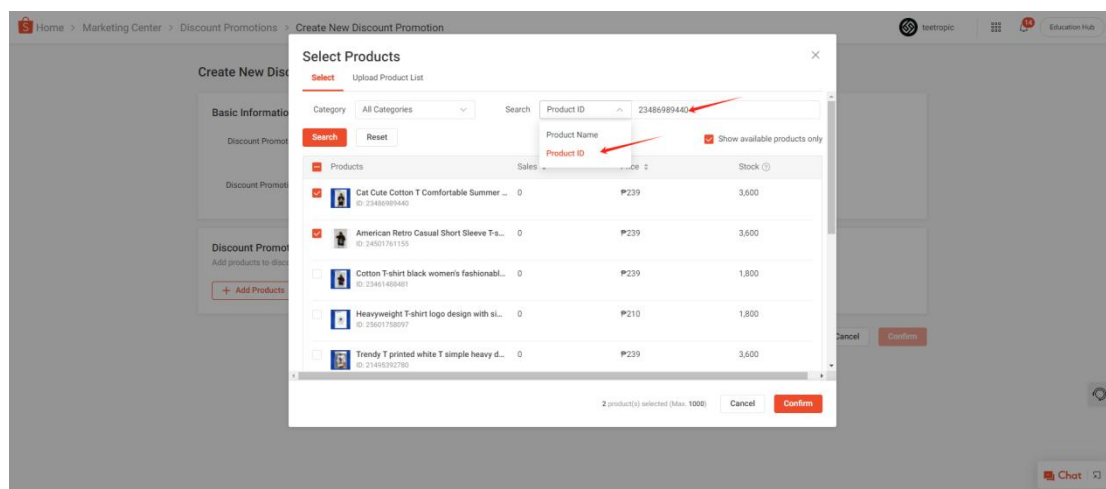 Home > Marketing Center > Discount Promotions > Create New Discount Promotion
teetropic
14
Education Hub
Create New Disc
Select Products
Select Upload Product List
Basic Informatio
Category All Categories Search Product ID 23486989440
Discount Promot
Search Reset
Product Name
Product ID
Show available products only
Products Sales Price Stock
Discount Promoti
Cat Cute Cotton T Comfortable Summer ... 0 ₱239 3,600
ID: 23486989440
American Retro Casual Short Sleeve T-s... 0 ₱239 3,600
ID: 24501761155
Discount Promot
Add products to disco
Cotton T-shirt black women's fashionabl... 0 ₱239 1,800
ID: 23461488481
+ Add Products
Heavyweight T-shirt logo design with si... 0 ₱210 1,800
ID: 25601758097
Cancel Confirm
Trendy T printed white T simple heavy d... 0 ₱239 3,600
ID: 21495392780
2 product(s) selected (Max. 1000) Cancel Confirm
Chat